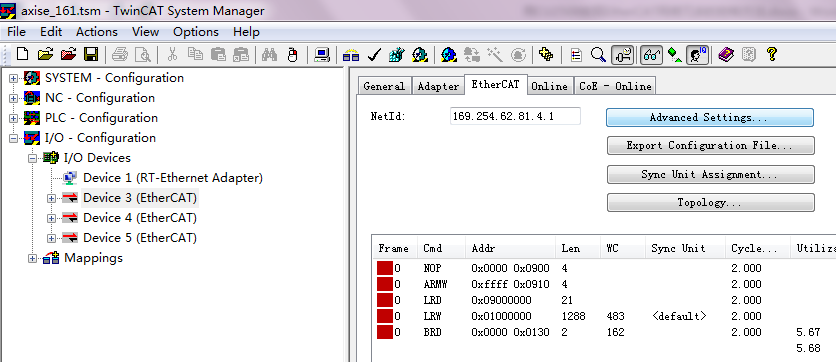 axise_161.tsm - TwinCAT System Manager
File Edit Actions View Options Help
SYSTEM - Configuration
NC - Configuration
PLC - Configuration
I/O - Configuration
I/O Devices
Device 1 (RT-Ethernet Adapter)
Device 3 (EtherCAT)
Device 4 (EtherCAT)
Device 5 (EtherCAT)
Mappings
General Adapter EtherCAT Online CoE - Online
NetId: 169.254.62.81.4.1 Advanced Settings...
Export Configuration File...
Sync Unit Assignment...
Topology...
Frame Cmd Addr Len WC Sync Unit Cycle... Utiliza
0 NOP 0x0000 0x0900 4 2.000
0 ARMW 0xffff 0x0910 4 2.000
0 LRD 0x09000000 21 2.000
0 LRW 0x01000000 1288 483 <default> 2.000
0 BRD 0x0000 0x0130 2 162 2.000 5.67
5.68